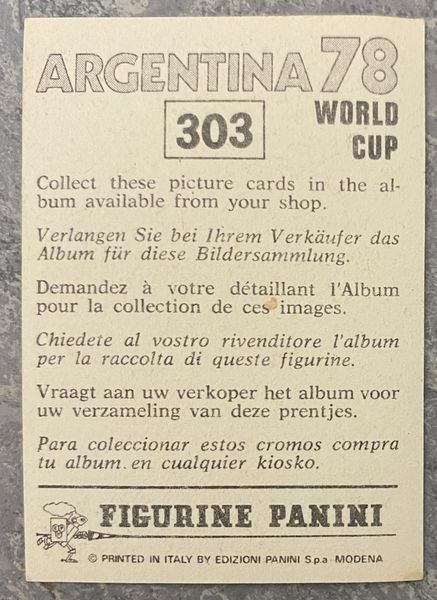 ARGENTINA 78
303
WORLD
CUP
Collect these picture cards in the al-
bum available from your shop.
Verlangen Sie bei Ihrem Verkäufer das
Album für diese Bildersammlung.
Demandez à votre détaillant l'Album
pour la collection de ces images.
Chiedete al vostro rivenditore l'album
per la raccolta di queste figurine.
Vraagt aan uw verkoper het album voor
uw verzameling van deze prentjes.
Para coleccionar estos cromos compra
tu album en cualquier kiosko.
FIGURINE PANINI
© PRINTED IN ITALY BY EDIZIONI PANINI S.p.a - MODENA